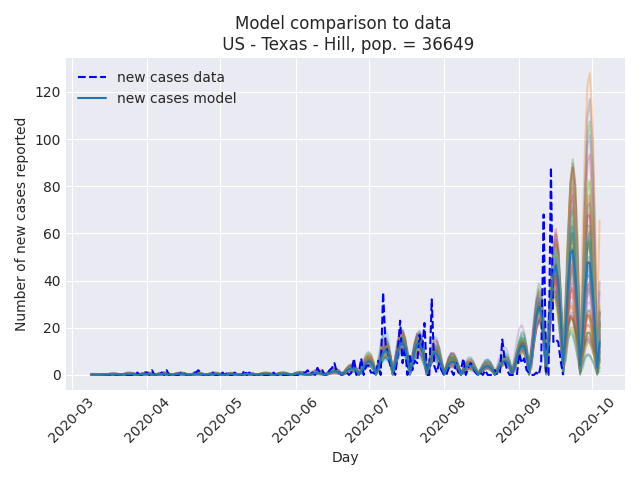 Model comparison to data
US - Texas - Hill, pop. = 36649
new cases data
new cases model
Number of new cases reported
120
100
80
60
40
20
0
2020-03
2020-04
2020-05
2020-06
2020-07
2020-08
2020-09
2020-10
Day